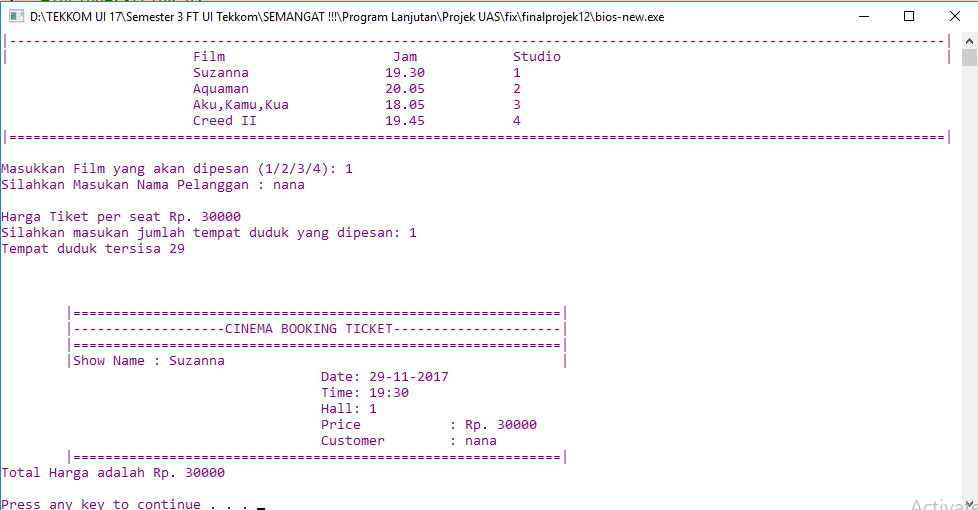 D:\TEKKOM UI 17\Semester 3 FT UI Tekkom\SEMANGAT !!!\Program Lanjutan\Projek UAS\fix\finalprojek12\bios-new.exe
|---------------------------------------------------------------------------------------------------------------------|
| Film Jam Studio |
Suzanna 19.30 1
Aquaman 20.05 2
Aku,Kamu,Kua 18.05 3
Creed II 19.45 4
|=====================================================================================================================|
Masukkan Film yang akan dipesan (1/2/3/4): 1
Silahkan Masukan Nama Pelanggan : nana
Harga Tiket per seat Rp. 30000
Silahkan masukan jumlah tempat duduk yang dipesan: 1
Tempat duduk tersisa 29
|=============================================================|
|-------------------CINEMA BOOKING TICKET---------------------|
|=============================================================|
|Show Name : Suzanna |
Date: 29-11-2017
Time: 19:30
Hall: 1
Price : Rp. 30000
Customer : nana
|=============================================================|
Total Harga adalah Rp. 30000
Press any key to continue . . .